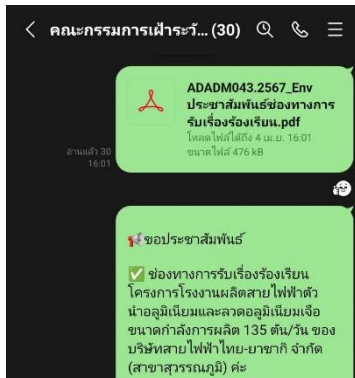 คณะกรรมการเฝ้าระวั... (30)
ADADM043.2567_Env
ประชาสัมพันธ์ช่องทางการ
รับเรื่องร้องเรียน.pdf
โหลดไฟล์ได้ถึง 4 เม.ย. 16:01
ขนาดไฟล์ 476 kB
อ่านแล้ว 30
16:01
ขอประชาสัมพันธ์
ช่องทางการรับเรื่องร้องเรียน
โครงการโรงงานผลิตสายไฟฟ้าตัว
นำอลูมิเนียมและลวดอลูมิเนียมเจือ
ขนาดกำลังการผลิต 135 ตัน/วัน ของ
บริษัทสายไฟฟ้าไทย-ยาซากิ จำกัด
(สาขาสุวรรณภูมิ) ค่ะ